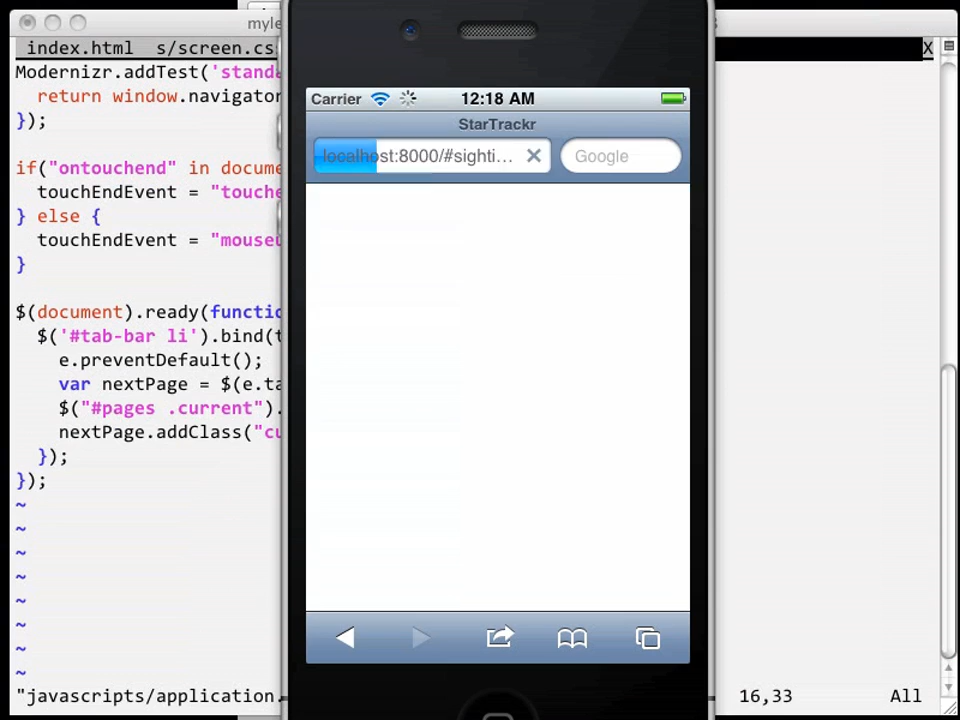 myle
index.html s/screen.cs X
Modernizr.addTest('stand
return window.navigator
});
if("ontouchend" in docume
touchEndEvent = "touche
} else {
touchEndEvent = "mouseu
}
$(document).ready(functio
$('#tab-bar li').bind(t
e.preventDefault();
var nextPage = $(e.ta
$("#pages .current").
nextPage.addClass("cu
});
});
~
~
~
~
~
~
~
~
"javascripts/application. 16,33 All
Carrier 12:18 AM
StarTrackr
localhost:8000/#sighti... Google